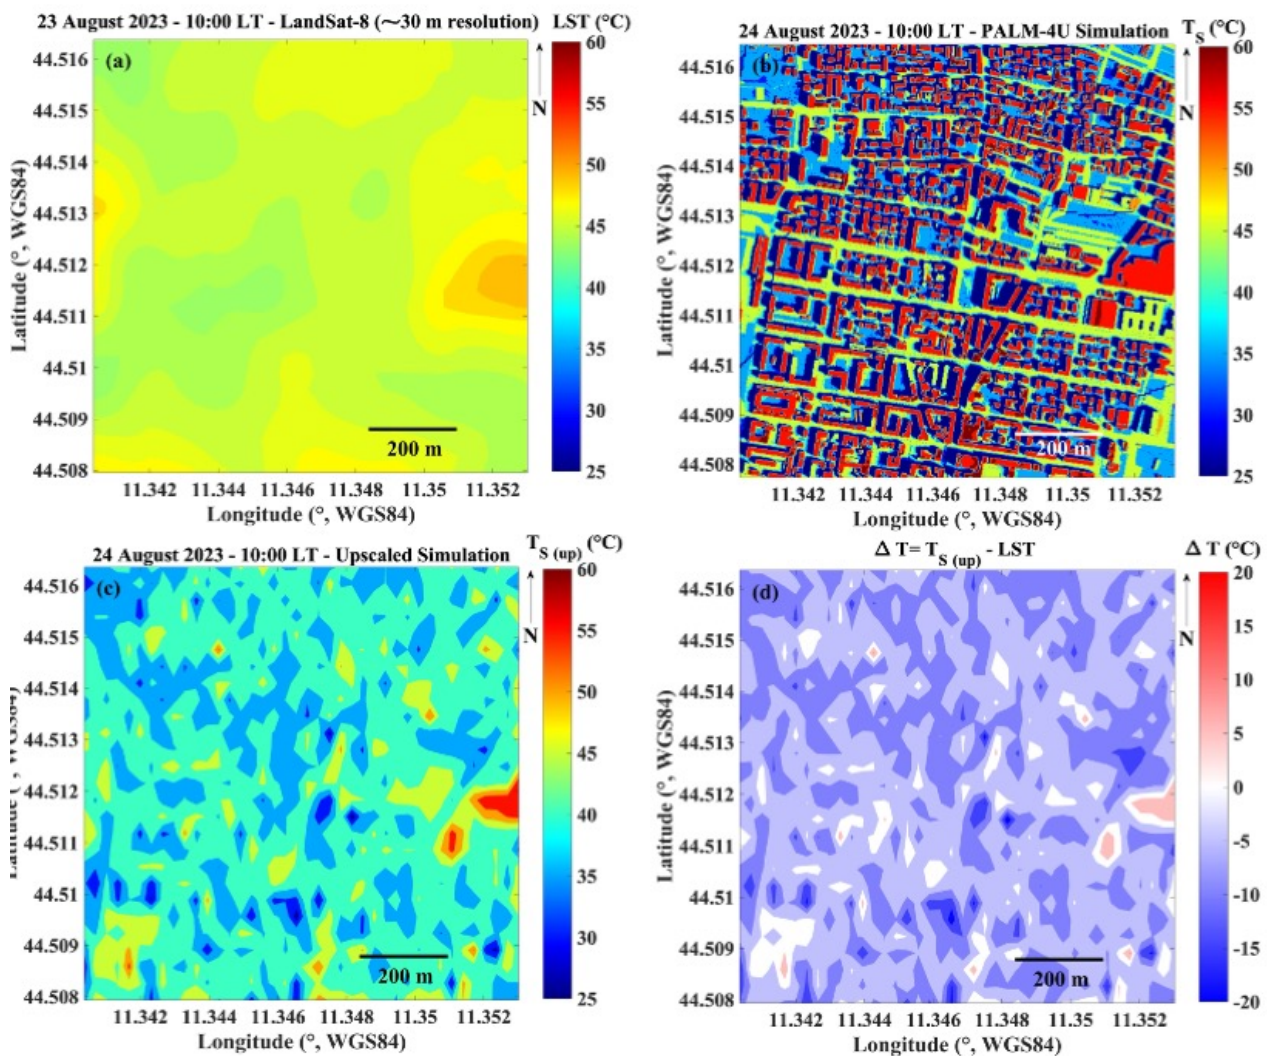 23 August 2023 - 10:00 LT - LandSat-8 (~30 m resolution) LST (°C)
(a)
N
Latitude (°, WGS84)
44.516
44.515
44.514
44.513
44.512
44.511
44.51
44.509
44.508
200 m
11.342 11.344 11.346 11.348 11.35 11.352
Longitude (°, WGS84)
60
55
50
45
40
35
30
25
24 August 2023 - 10:00 LT - PALM-4U Simulation TS (°C)
(b)
N
Latitude (°, WGS84)
44.516
44.515
44.514
44.513
44.512
44.511
44.51
44.509
44.508
200 m
11.342 11.344 11.346 11.348 11.35 11.352
Longitude (°, WGS84)
60
55
50
45
40
35
30
25
24 August 2023 - 10:00 LT - Upscaled Simulation TS (up) (°C)
(c)
N
Latitude (°, WGS84)
44.516
44.515
44.514
44.513
44.512
44.511
44.51
44.509
44.508
200 m
11.342 11.344 11.346 11.348 11.35 11.352
Longitude (°, WGS84)
60
55
50
45
40
35
30
25
Δ T= TS (up) - LST Δ T (°C)
(d)
N
Latitude (°, WGS84)
44.516
44.515
44.514
44.513
44.512
44.511
44.51
44.509
44.508
200 m
11.342 11.344 11.346 11.348 11.35 11.352
Longitude (°, WGS84)
20
15
10
5
0
-5
-10
-15
-20